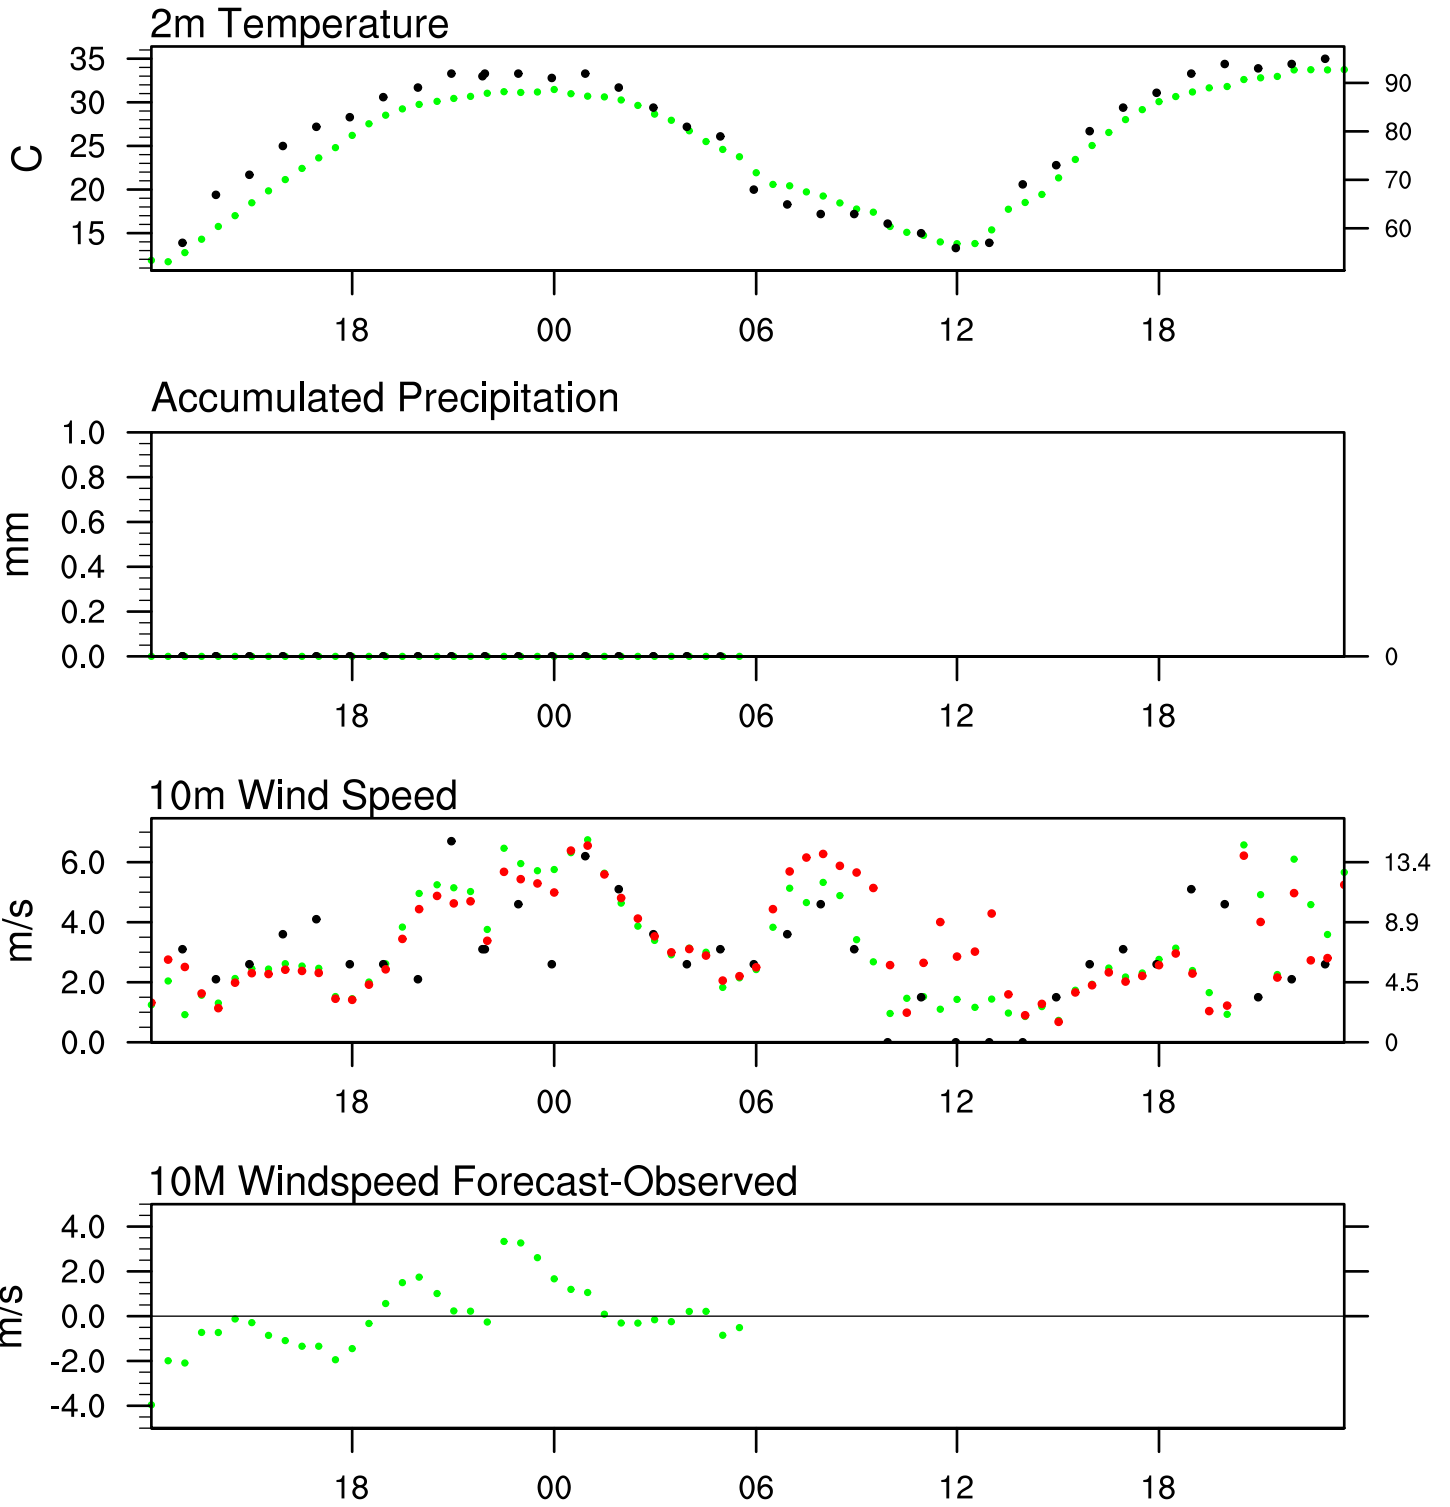 2m Temperature
35
30
25
20
15
C
90
80
70
60
18 00 06 12 18
Accumulated Precipitation
1.0
0.8
0.6
0.4
0.2
0.0
mm
0
18 00 06 12 18
10m Wind Speed
6.0
4.0
2.0
0.0
m/s
13.4
8.9
4.5
0
18 00 06 12 18
10M Windspeed Forecast-Observed
4.0
2.0
0.0
-2.0
-4.0
m/s
18 00 06 12 18